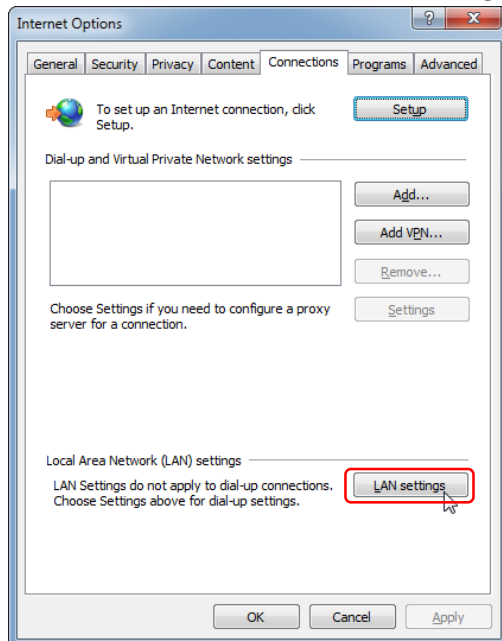 Internet Options
General Security Privacy Content Connections Programs Advanced
To set up an Internet connection, click
Setup.
Setup
Dial-up and Virtual Private Network settings
Add...
Add VPN...
Remove...
Choose Settings if you need to configure a proxy
server for a connection.
Settings
Local Area Network (LAN) settings
LAN Settings do not apply to dial-up connections.
Choose Settings above for dial-up settings.
LAN settings
OK Cancel Apply